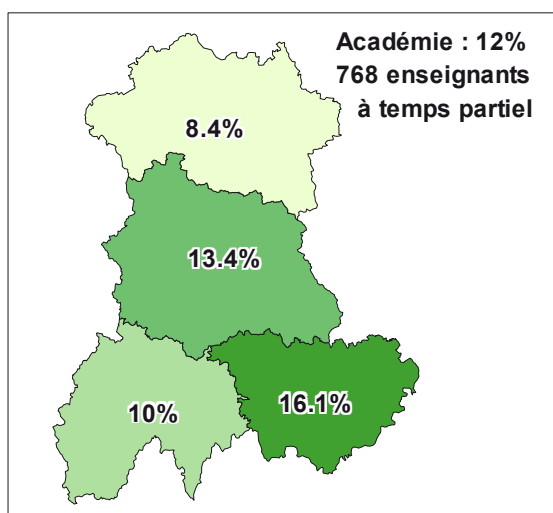 Académie : 12%
768 enseignants
à temps partiel
8.4%
13.4%
10%
16.1%